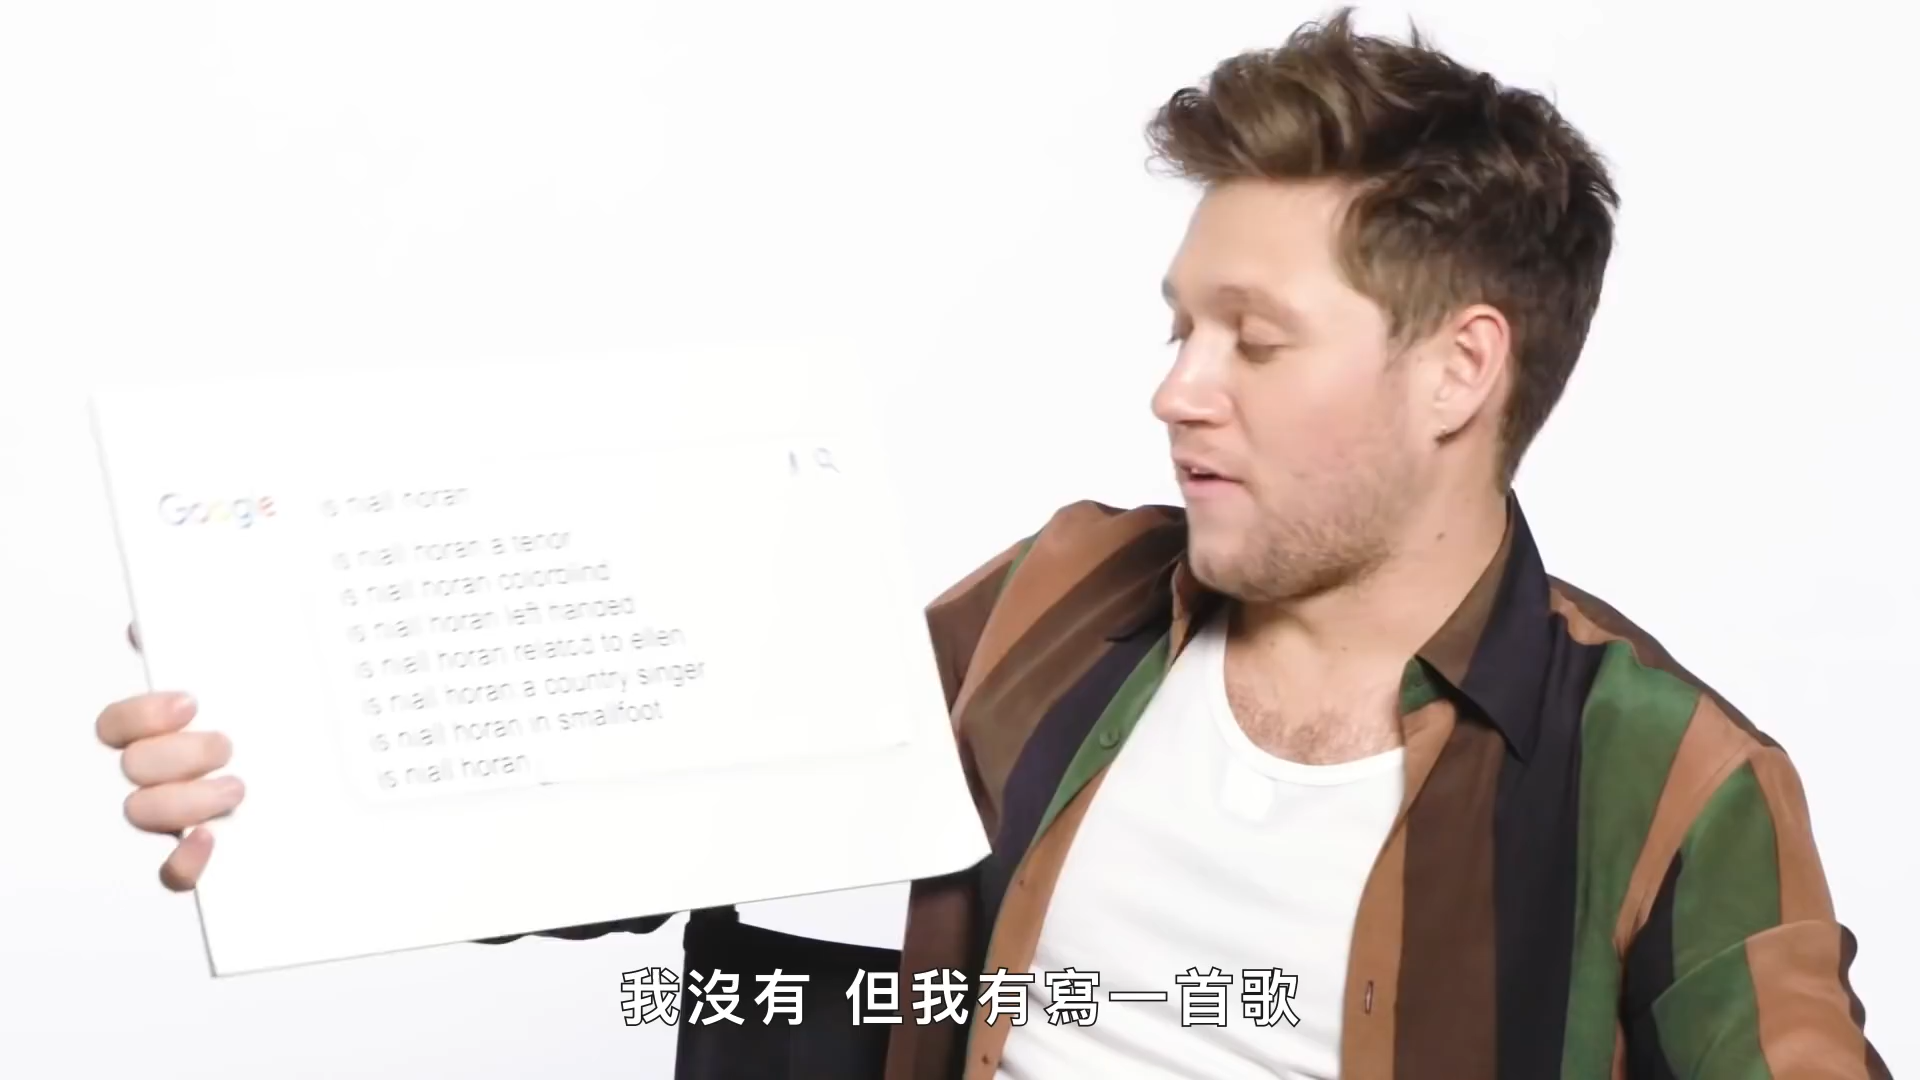 Google is niall horan
is niall horan a tenor
is niall horan colorblind
is niall horan left handed
is niall horan related to ellen
is niall horan a country singer
is niall horan in smallfoot
is niall horan
我沒有 但我有寫一首歌